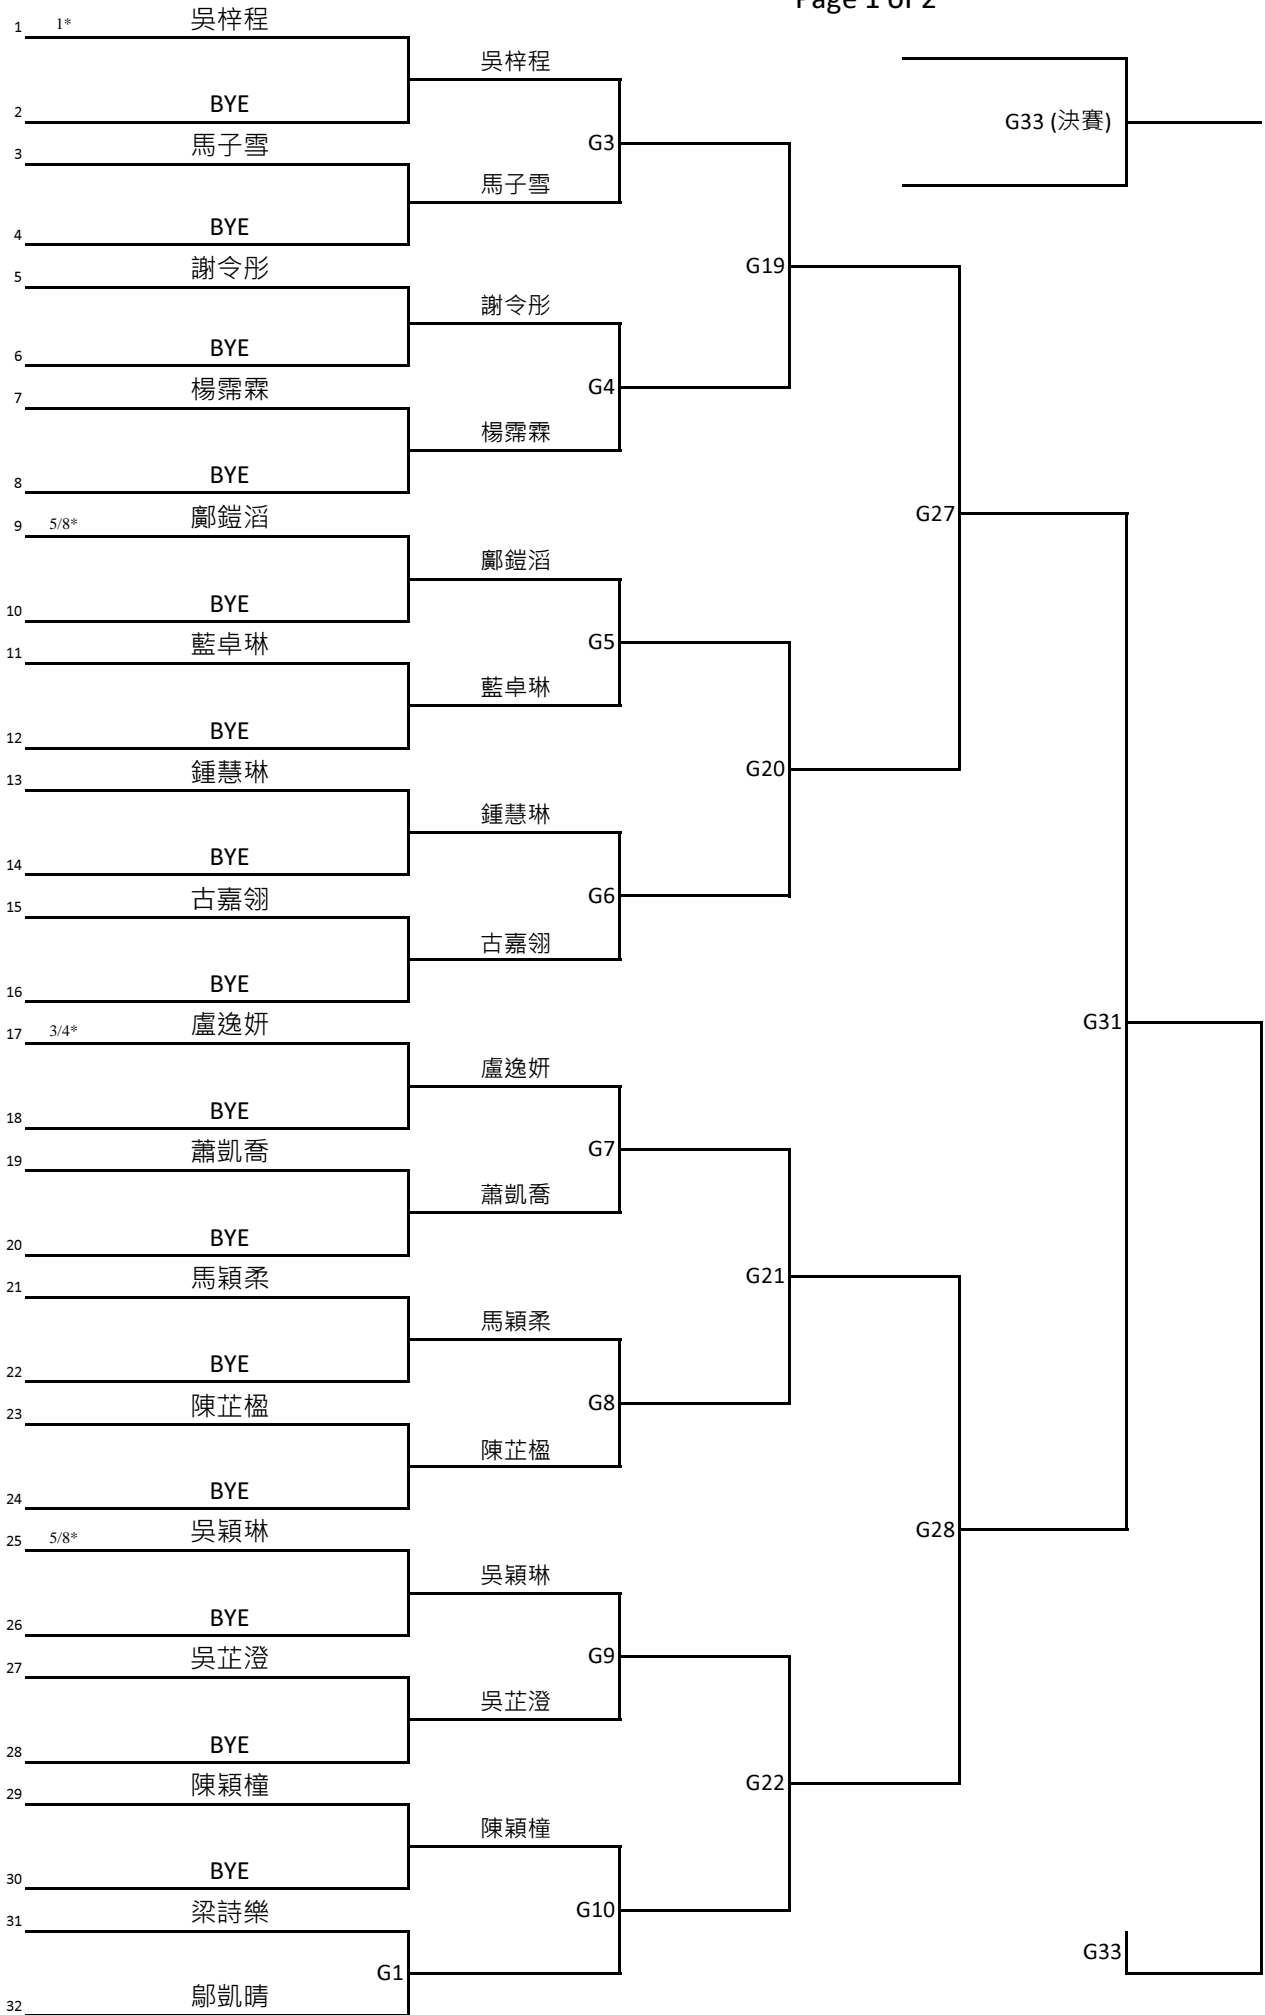 Page 1 of 2
1 1* 吳梓程
吳梓程
2 BYE
G33 (決賽)
3 馬子雪
G3
馬子雪
4 BYE
G19
5 謝令彤
謝令彤
6 BYE
7 楊霈霖
G4
楊霈霖
8 BYE
G27
9 5/8* 鄺鎧滔
鄺鎧滔
10 BYE
11 藍卓琳
G5
藍卓琳
12 BYE
G20
13 鍾慧琳
鍾慧琳
14 BYE
15 古嘉翎
G6
古嘉翎
16 BYE
17 3/4* 盧逸妍
G31
盧逸妍
18 BYE
19 蕭凱喬
G7
蕭凱喬
20 BYE
G21
21 馬穎柔
馬穎柔
22 BYE
23 陳芷楹
G8
陳芷楹
24 BYE
G28
25 5/8* 吳穎琳
吳穎琳
26 BYE
27 吳芷澄
G9
吳芷澄
28 BYE
G22
29 陳穎橦
陳穎橦
30 BYE
31 梁詩樂
G10
G33
G1
32 鄔凱晴